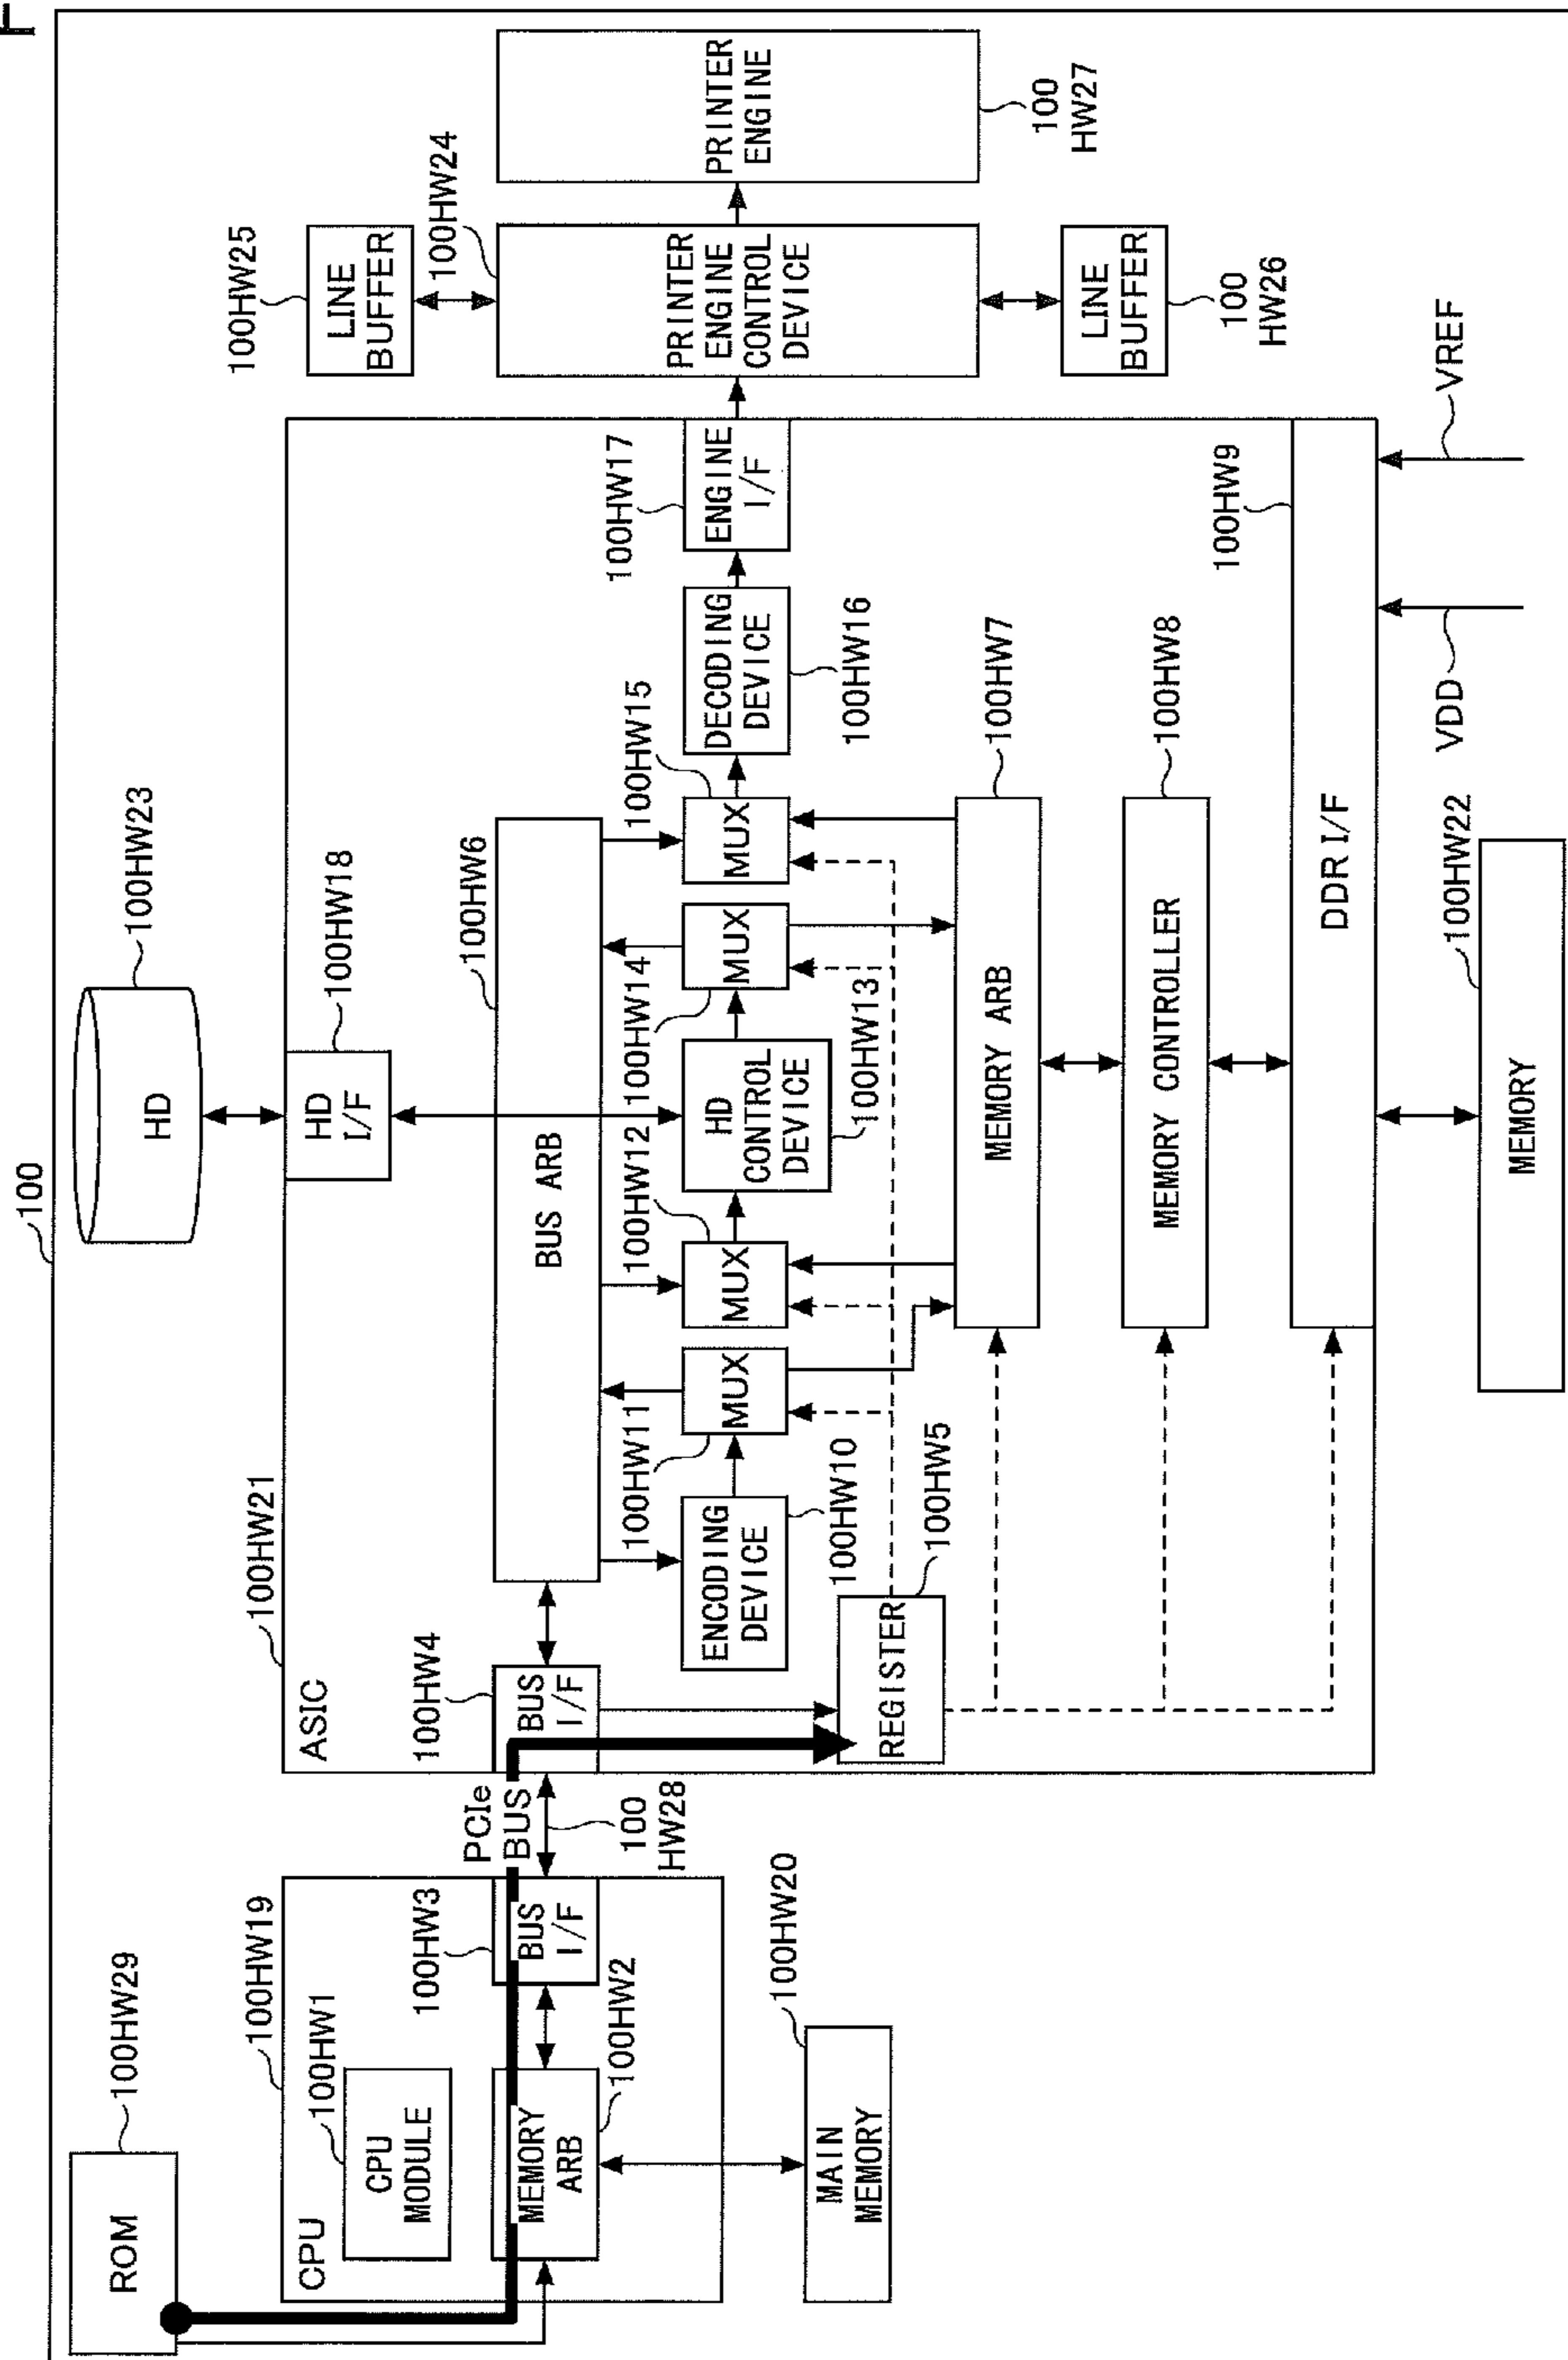 100
ROM
100HW29
CPU
100HW19
CPU
MODULE
100HW1
MEMORY
ARB
100HW2
BUS
I/F
100HW3
MAIN
MEMORY
100HW20
PCIe
BUS
100
HW28
ASIC
100HW21
BUS
I/F
100HW4
REGISTER
100HW5
BUS ARB
100HW6
ENCODING
DEVICE
100HW10
MUX
100HW11
MUX
100HW12
HD
CONTROL
DEVICE
100HW13
MUX
100HW14
MUX
100HW15
DECODING
DEVICE
100HW16
ENGINE
I/F
100HW17
HD
100HW23
HD
I/F
100HW18
MEMORY ARB
100HW7
MEMORY CONTROLLER
100HW8
DDR I/F
100HW9
MEMORY
100HW22
VDD
VREF
LINE
BUFFER
100HW25
PRINTER
ENGINE
CONTROL
DEVICE
100HW24
LINE
BUFFER
100
HW26
PRINTER
ENGINE
100
HW27